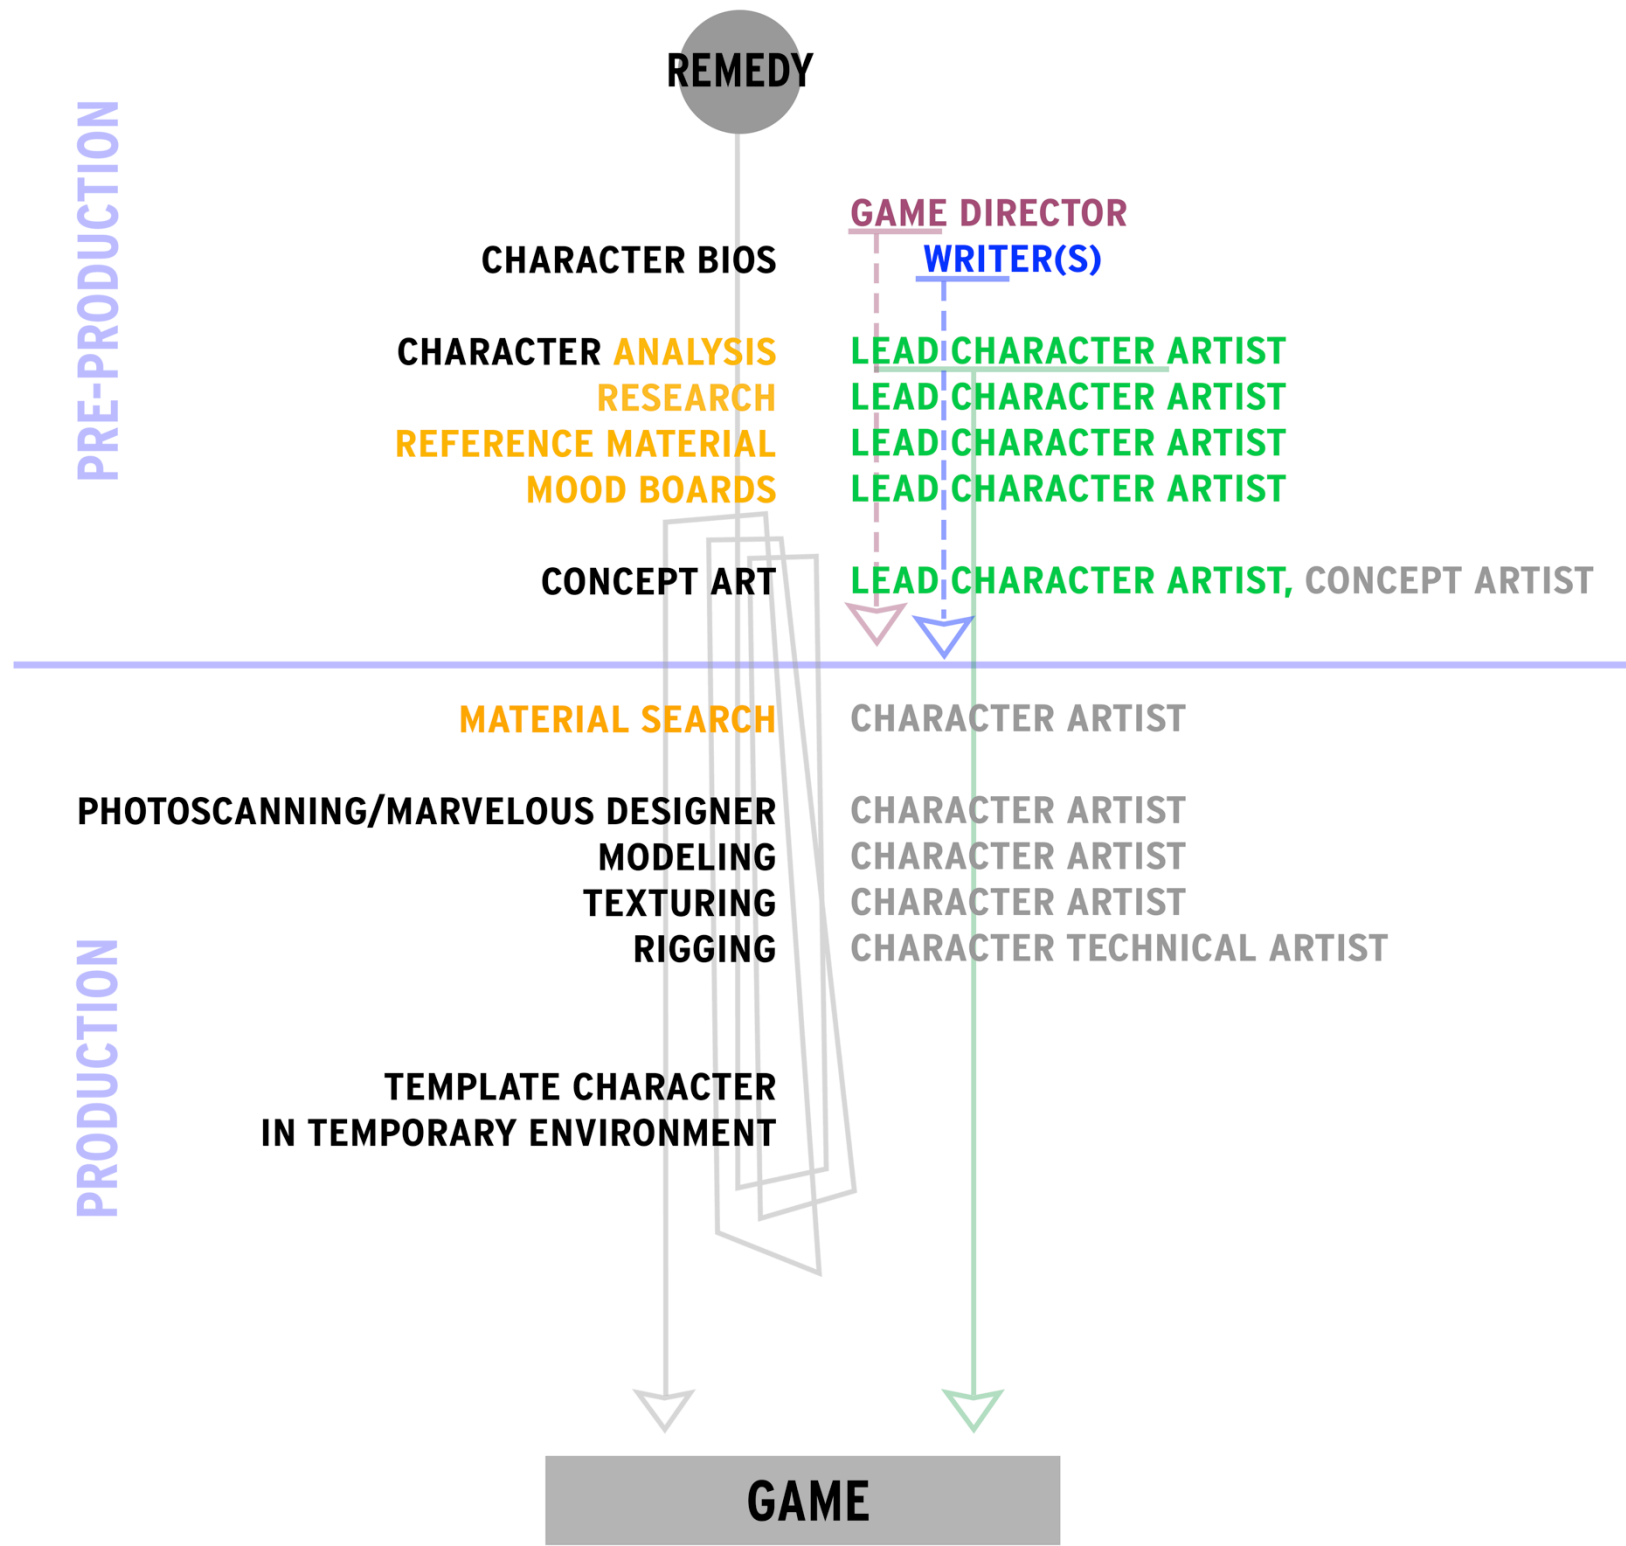 REMEDY
PRE-PRODUCTION
GAME DIRECTOR
CHARACTER BIOS WRITER(S)
CHARACTER ANALYSIS LEAD CHARACTER ARTIST
RESEARCH LEAD CHARACTER ARTIST
REFERENCE MATERIAL LEAD CHARACTER ARTIST
MOOD BOARDS LEAD CHARACTER ARTIST
CONCEPT ART LEAD CHARACTER ARTIST, CONCEPT ARTIST
PRODUCTION
MATERIAL SEARCH CHARACTER ARTIST
PHOTOSCANNING/MARVELOUS DESIGNER CHARACTER ARTIST
MODELING CHARACTER ARTIST
TEXTURING CHARACTER ARTIST
RIGGING CHARACTER TECHNICAL ARTIST
TEMPLATE CHARACTER
IN TEMPORARY ENVIRONMENT
GAME